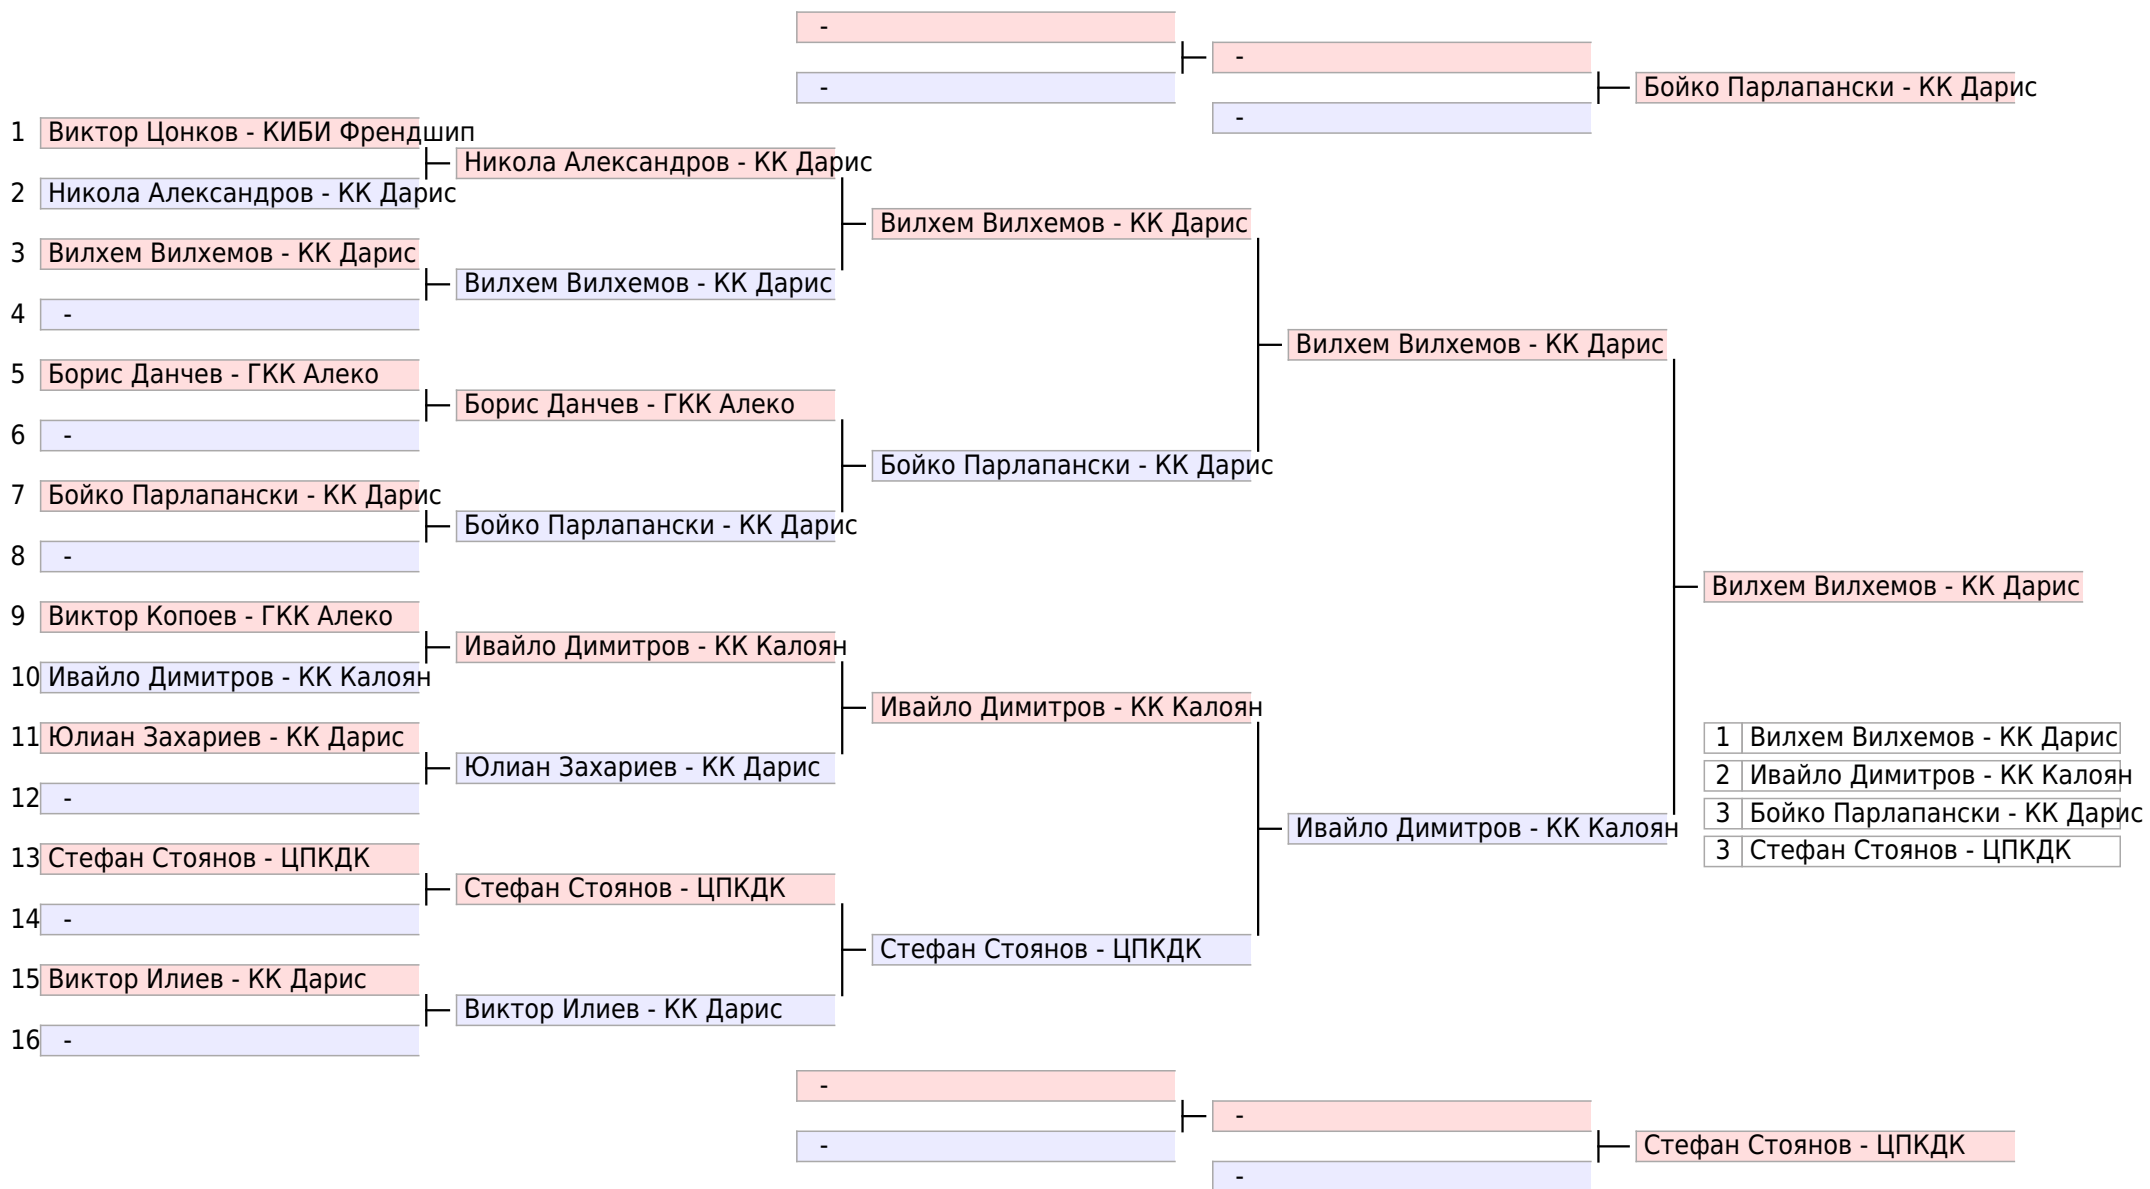 -
-
-
-
Бойко Парлапански - КК Дарис
1 Виктор Цонков - КИБИ Френдшип
2 Никола Александров - КК Дарис
3 Вилхем Вилхемов - КК Дарис
4 -
5 Борис Данчев - ГКК Алеко
6 -
7 Бойко Парлапански - КК Дарис
8 -
9 Виктор Копоев - ГКК Алеко
10 Ивайло Димитров - КК Калоян
11 Юлиан Захариев - КК Дарис
12 -
13 Стефан Стоянов - ЦПКДК
14 -
15 Виктор Илиев - КК Дарис
16 -
Никола Александров - КК Дарис
Вилхем Вилхемов - КК Дарис
Борис Данчев - ГКК Алеко
Бойко Парлапански - КК Дарис
Ивайло Димитров - КК Калоян
Юлиан Захариев - КК Дарис
Стефан Стоянов - ЦПКДК
Виктор Илиев - КК Дарис
Вилхем Вилхемов - КК Дарис
Бойко Парлапански - КК Дарис
Ивайло Димитров - КК Калоян
Стефан Стоянов - ЦПКДК
Вилхем Вилхемов - КК Дарис
Ивайло Димитров - КК Калоян
Вилхем Вилхемов - КК Дарис
1 Вилхем Вилхемов - КК Дарис
2 Ивайло Димитров - КК Калоян
3 Бойко Парлапански - КК Дарис
3 Стефан Стоянов - ЦПКДК
-
-
-
-
Стефан Стоянов - ЦПКДК